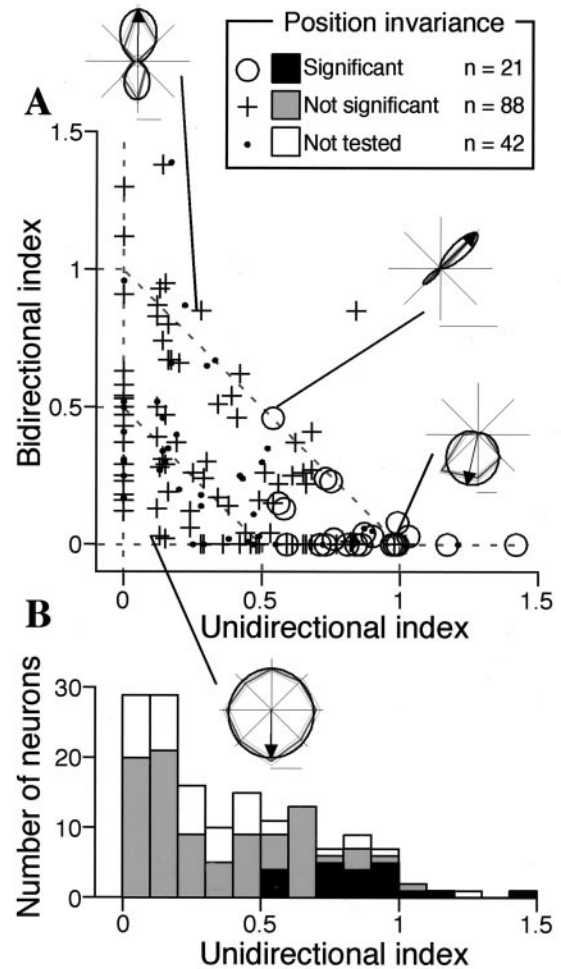 Position invariance
Significant n = 21
Not significant n = 88
Not tested n = 42
A
1.5
1
0.5
0
Bidirectional index
0 0.5 1 1.5
Unidirectional index
B
30
20
10
0
Number of neurons
0 0.5 1 1.5
Unidirectional index